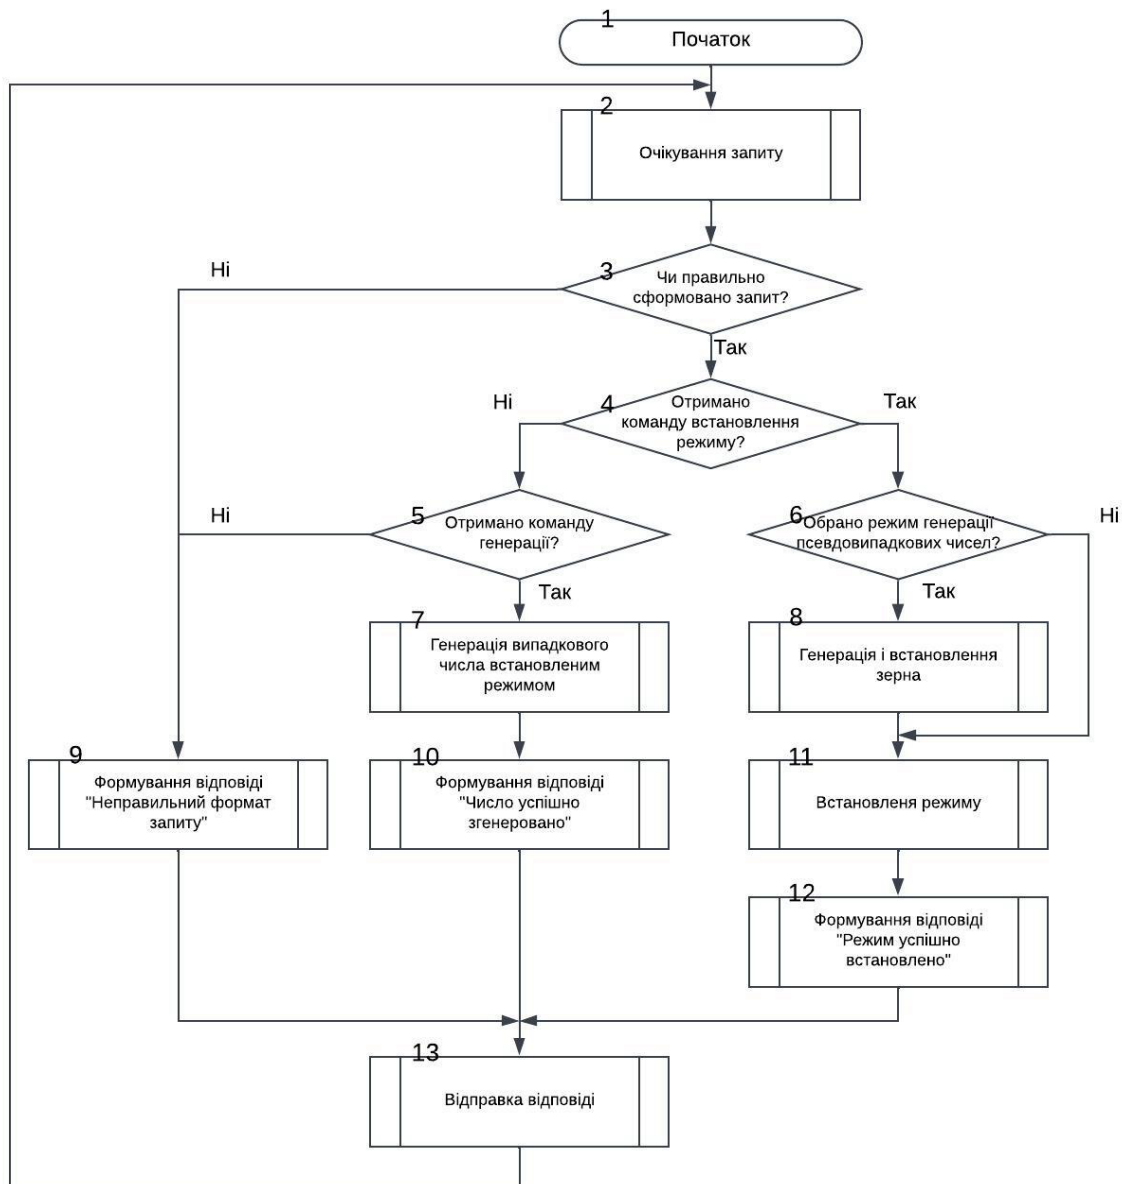 1
Початок
2
Очікування запиту
3
Чи правильно
сформовано запит?
Ні
Так
4
Отримано
команду встановлення
режиму?
Ні
Так
5
Отримано команду
генерації?
Ні
Так
6
Обрано режим генерації
псевдовипадкових чисел?
Ні
Так
7
Генерація випадкового
числа встановленим
режимом
8
Генерація і встановлення
зерна
9
Формування відповіді
"Неправильний формат
запиту"
10
Формування відповіді
"Число успішно
згенеровано"
11
Встановленя режиму
12
Формування відповіді
"Режим успішно
встановлено"
13
Відправка відповіді